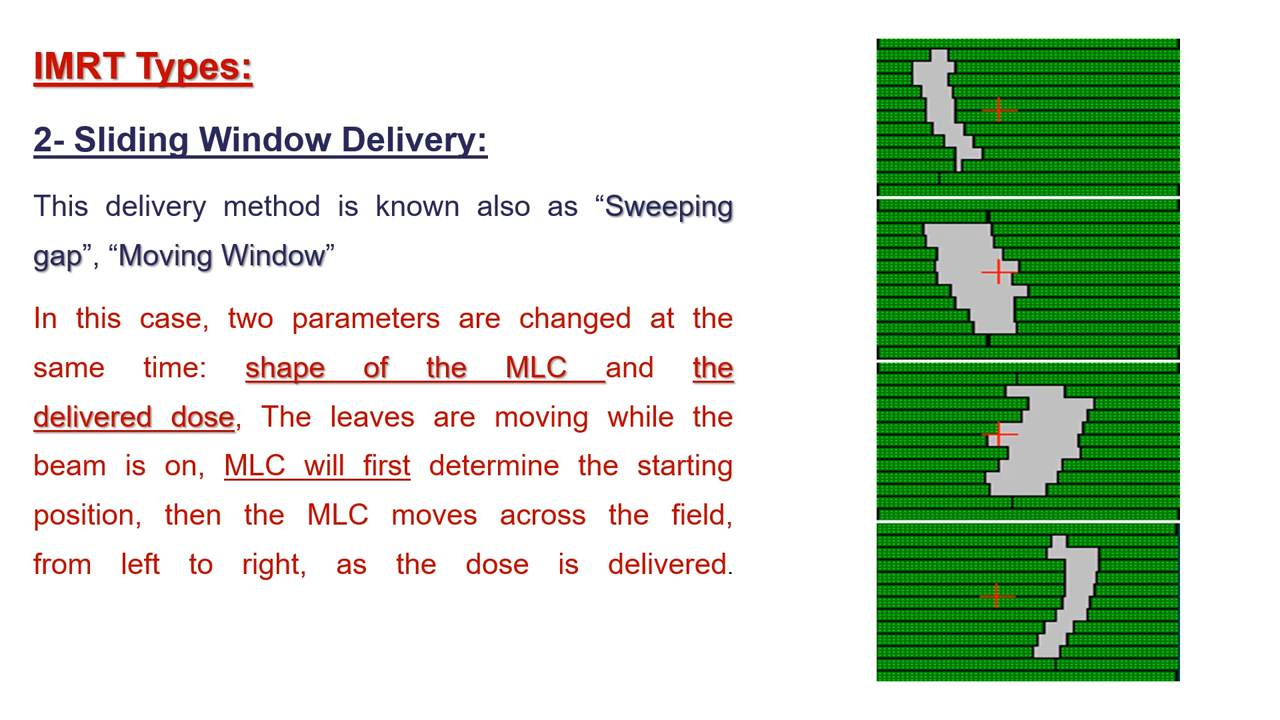 IMRT Types:
2- Sliding Window Delivery:
This delivery method is known also as “Sweeping
gap”, “Moving Window”
In this case, two parameters are changed at the
same time: shape of the MLC and the
delivered dose, The leaves are moving while the
beam is on, MLC will first determine the starting
position, then the MLC moves across the field,
from left to right, as the dose is delivered.